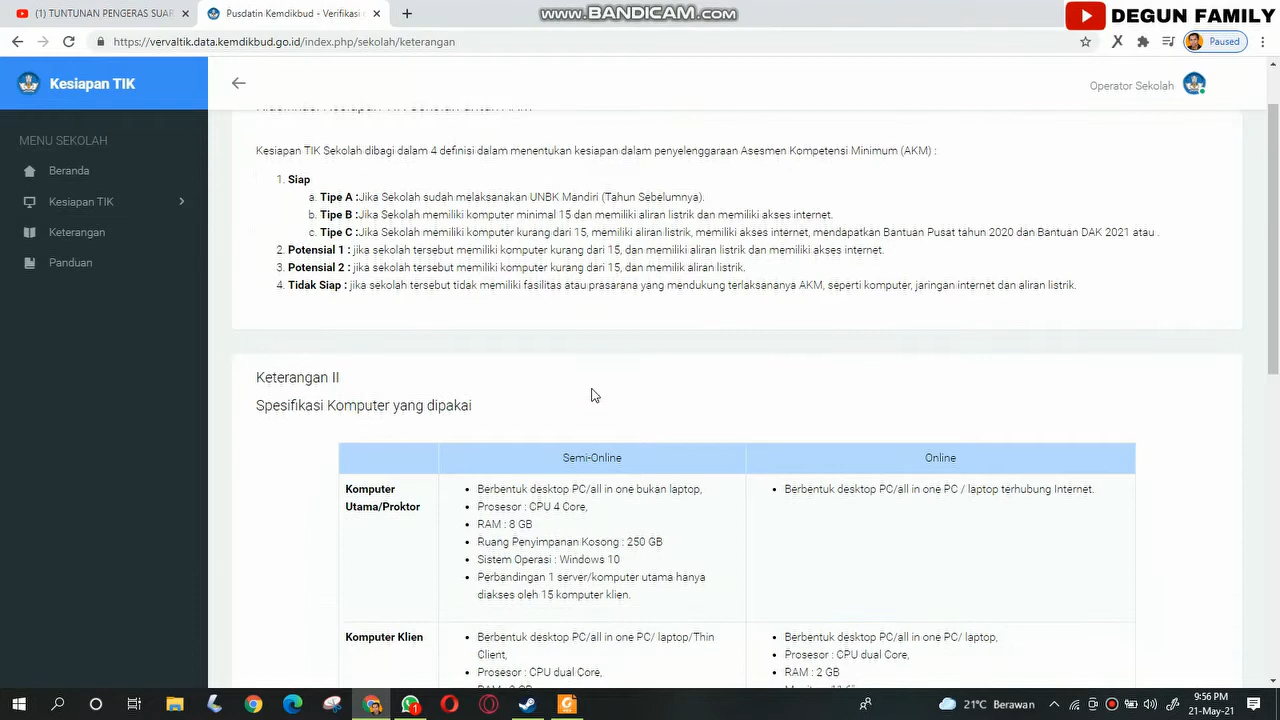 TUNTUNAN PENGERAS SUAR
Pusdatin Kemdikbud - Verifikasi
WWW.BANDICAM.COM
DEGUN FAMILY
https://vervaltik.data.kemdikbud.go.id/index.php/sekolah/keterangan
Paused
Kesiapan TIK
Operator Sekolah
MENU SEKOLAH
Beranda
Kesiapan TIK
Keterangan
Panduan
Kesiapan TIK Sekolah dibagi dalam 4 definisi dalam menentukan kesiapan dalam penyelenggaraan Asesmen Kompetensi Minimum (AKM) :
1. Siap
a. Tipe A :Jika Sekolah sudah melaksanakan UNBK Mandiri (Tahun Sebelumnya).
b. Tipe B :Jika Sekolah memiliki komputer minimal 15 dan memiliki aliran listrik dan memiliki akses internet.
c. Tipe C :Jika Sekolah memiliki komputer kurang dari 15, memiliki aliran listrik, memiliki akses internet, mendapatkan Bantuan Pusat tahun 2020 dan Bantuan DAK 2021 atau .
2. Potensial 1 : jika sekolah tersebut memiliki komputer kurang dari 15, dan memiliki aliran listrik dan memiliki akses internet.
3. Potensial 2 : jika sekolah tersebut memiliki komputer kurang dari 15, dan memilik aliran listrik.
4. Tidak Siap : jika sekolah tersebut tidak memiliki fasilitas atau prasarana yang mendukung terlaksananya AKM, seperti komputer, jaringan internet dan aliran listrik.
Keterangan II
Spesifikasi Komputer yang dipakai
Semi-Online
Online
Komputer Utama/Proktor
Berbentuk desktop PC/all in one bukan laptop,
Prosesor : CPU 4 Core,
RAM : 8 GB
Ruang Penyimpanan Kosong : 250 GB
Sistem Operasi : Windows 10
Perbandingan 1 server/komputer utama hanya
diakses oleh 15 komputer klien.
Berbentuk desktop PC/all in one PC / laptop terhubung Internet.
Komputer Klien
Berbentuk desktop PC/all in one PC/ laptop/Thin
Client,
Prosesor : CPU dual Core,
Berbentuk desktop PC/all in one PC/ laptop,
Prosesor : CPU dual Core,
RAM : 2 GB
21°C Berawan
9:56 PM
21-May-21